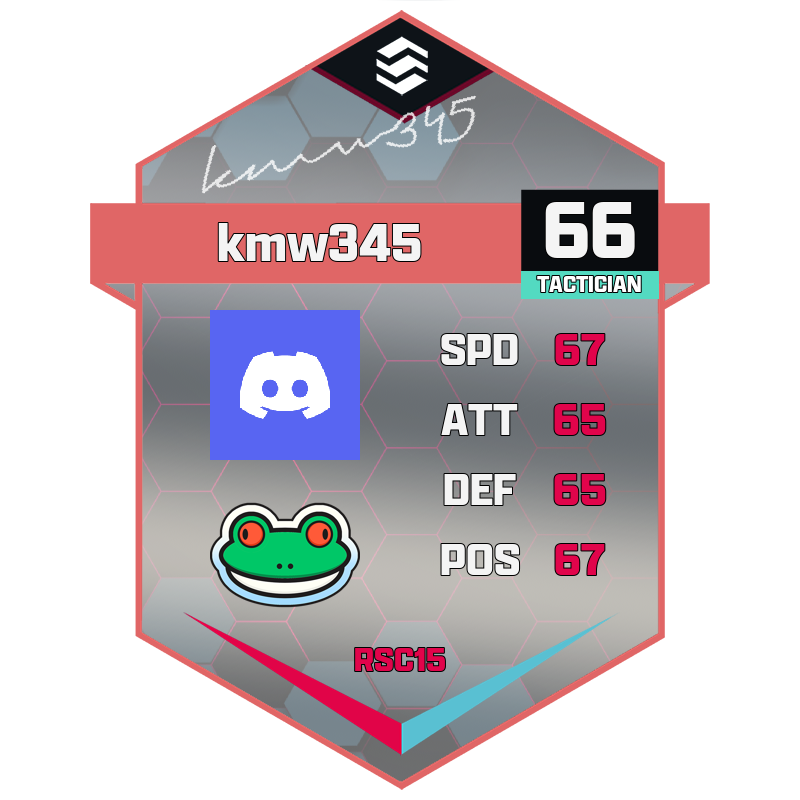 kmw345
kmw345
66
TACTICIAN
SPD 67
ATT 65
DEF 65
POS 67
RSC15